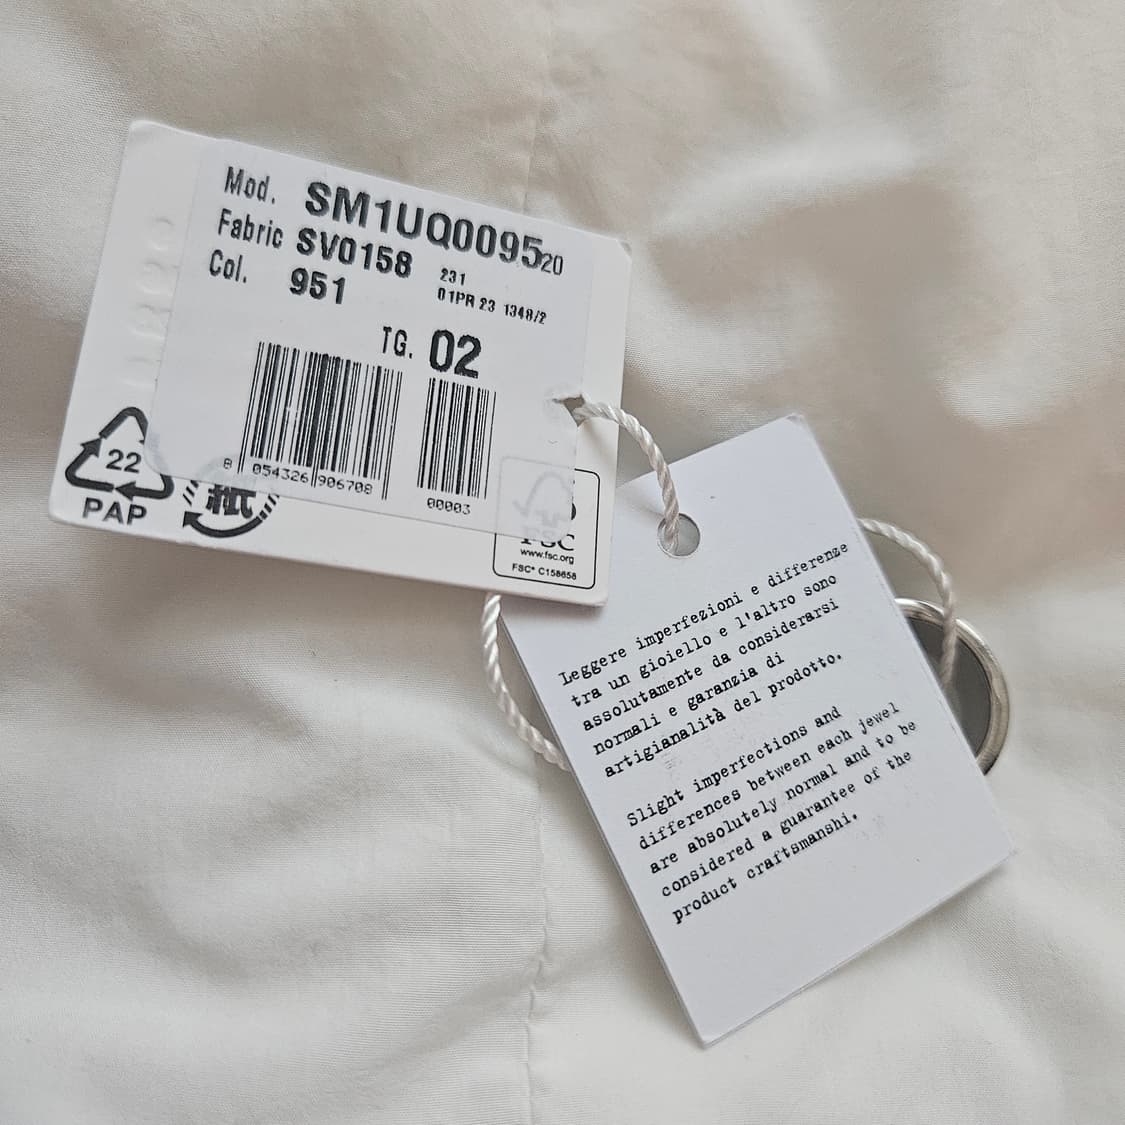 Mod. SM1UQ009520
Fabric SV0158 231
Col. 951 01PR 23 1348/2
TG. 02
8 054326 906708
00003
22
PAP
紙
FSC
www.fsc.org
FSC® C158658
Leggere imperfezioni e differenze
tra un gioiello e l'altro sono
assolutamente da considerarsi
normali e garanzia di
artigianalità del prodotto.
Slight imperfections and
differences between each jewel
are absolutely normal and to be
considered a guarantee of the
product craftsmanshi.